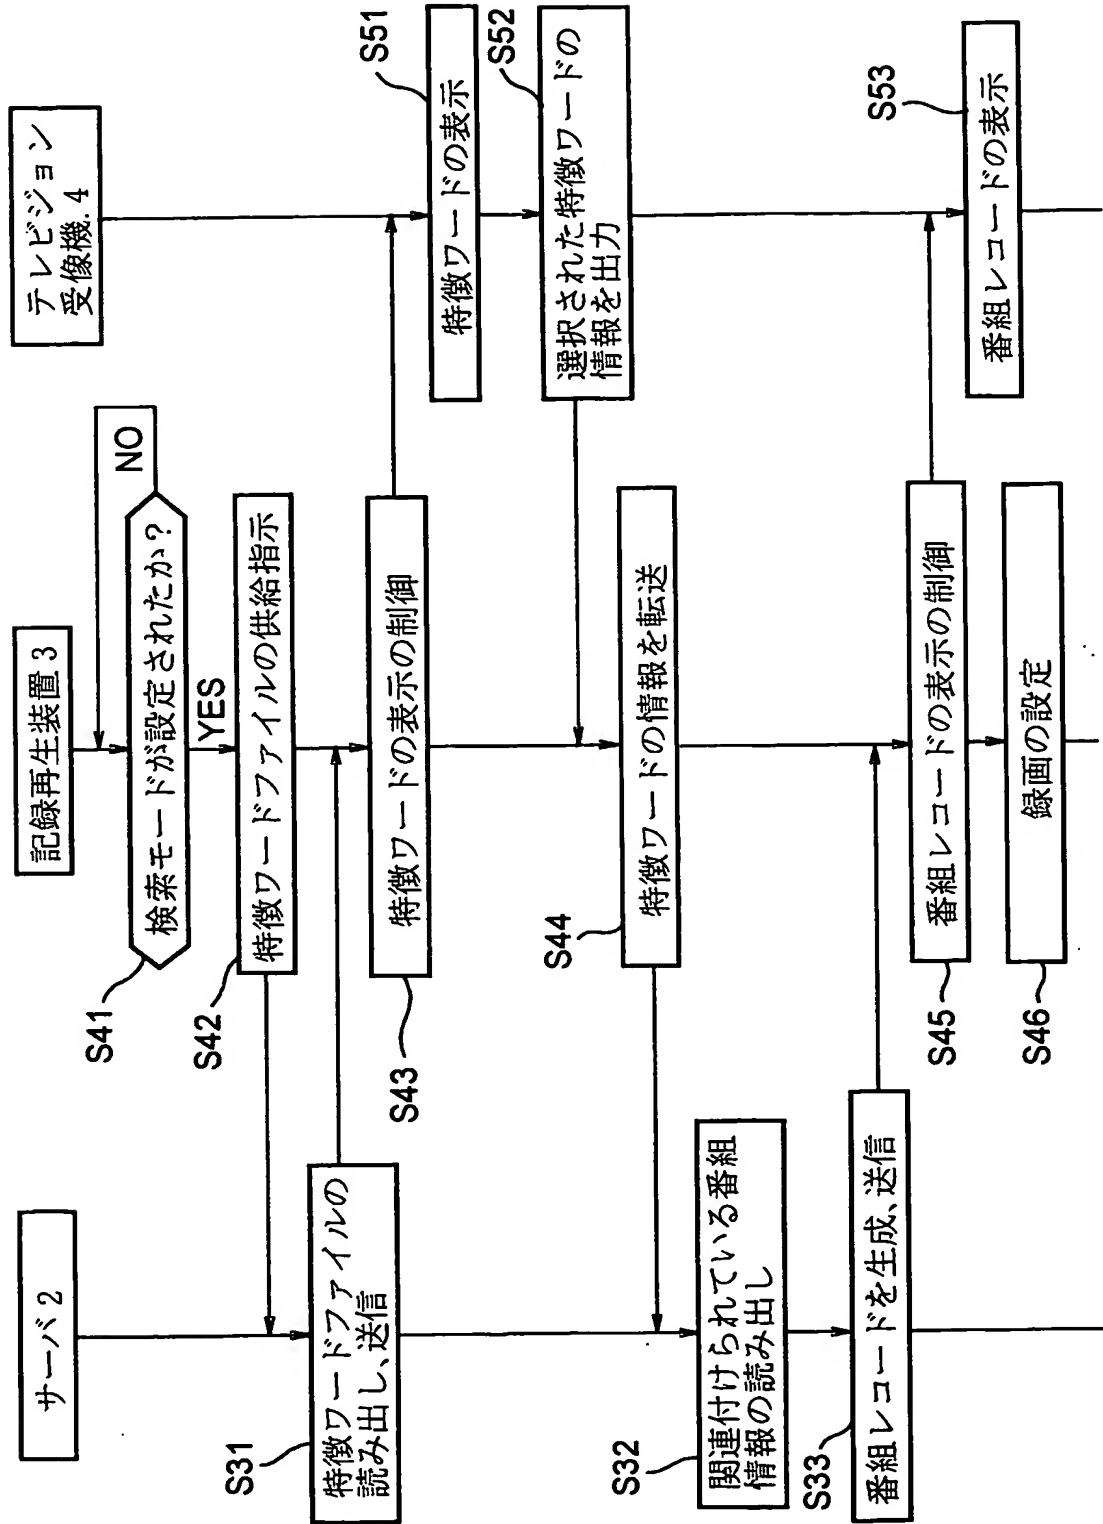 サーバ 2
S31
特徴ワードファイルの
読み出し、送信
S32
関連付けられている番組
情報の読み出し
S33
番組レコードを生成、送信
記録再生装置 3
S41
検索モードが設定されたか?
NO
YES
S42
特徴ワードファイルの供給指示
S43
特徴ワードの表示の制御
S44
特徴ワードの情報を転送
S45
番組レコードの表示の制御
S46
録画の設定
テレビジョン
受像機.4
S51
特徴ワードの表示
S52
選択された特徴ワードの
情報を出力
S53
番組レコードの表示